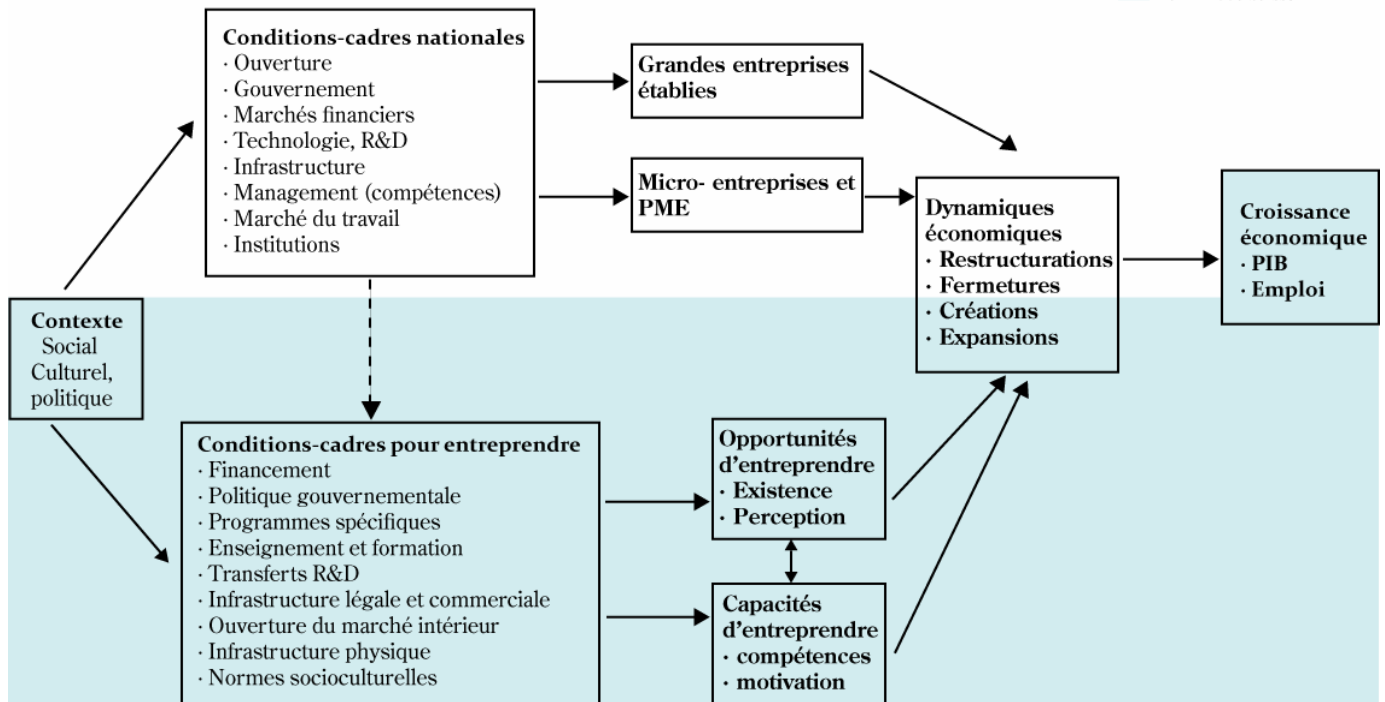 Conditions-cadres nationales
· Ouverture
· Gouvernement
· Marchés financiers
· Technologie, R&D
· Infrastructure
· Management (compétences)
· Marché du travail
· Institutions
Grandes entreprises
établies
Micro- entreprises et
PME
Dynamiques
économiques
· Restructurations
· Fermetures
· Créations
· Expansions
Croissance
économique
· PIB
· Emploi
Contexte
Social
Culturel,
politique
Conditions-cadres pour entreprendre
· Financement
· Politique gouvernementale
· Programmes spécifiques
· Enseignement et formation
· Transferts R&D
· Infrastructure légale et commerciale
· Ouverture du marché intérieur
· Infrastructure physique
· Normes socioculturelles
Opportunités
d'entreprendre
· Existence
· Perception
Capacités
d'entreprendre
· compétences
· motivation